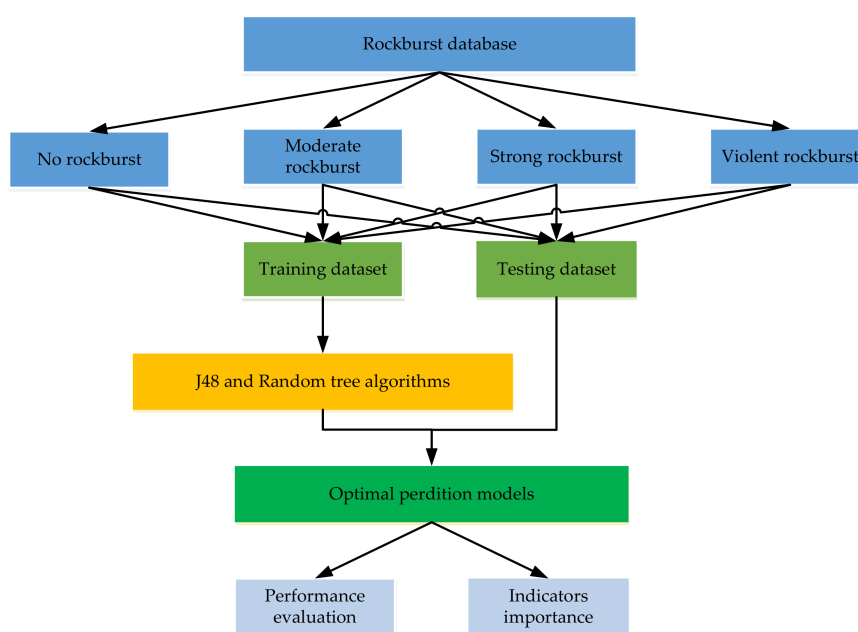 Rockburst database
No rockburst
Moderate
rockburst
Strong rockburst
Violent rockburst
Training dataset
Testing dataset
J48 and Random tree algorithms
Optimal perdition models
Performance
evaluation
Indicators
importance